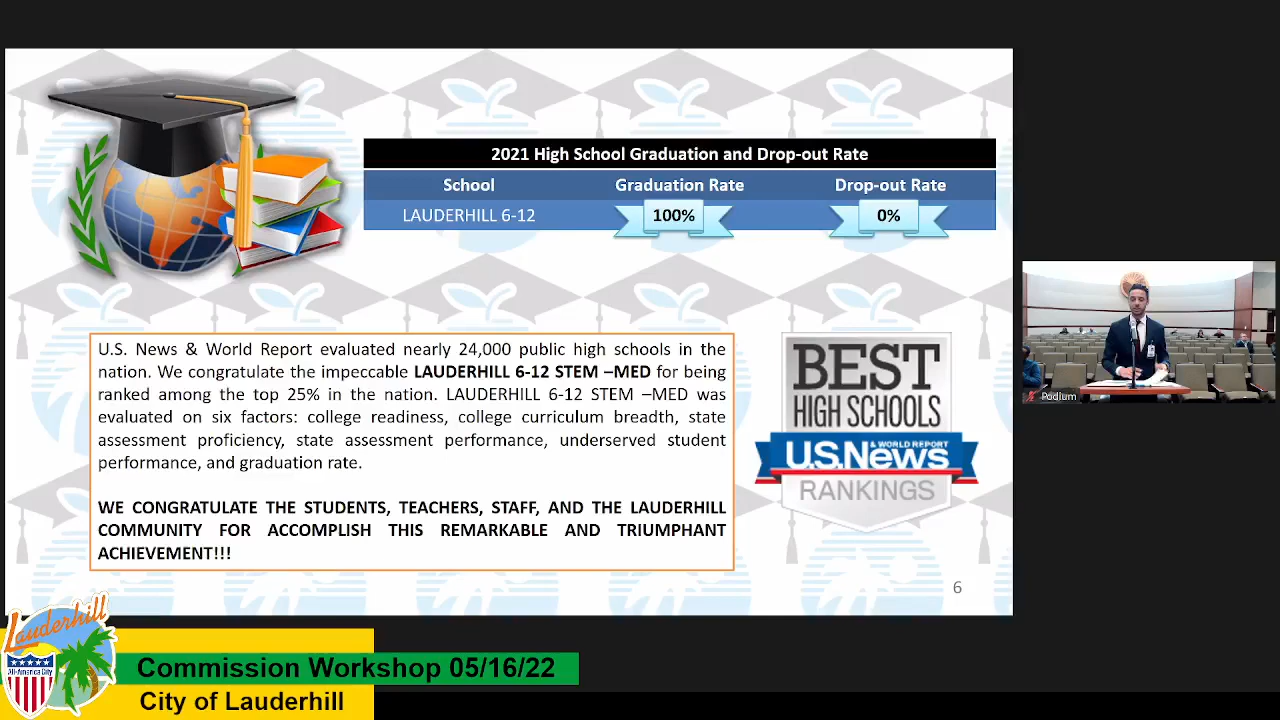 2021 High School Graduation and Drop-out Rate
School Graduation Rate Drop-out Rate
LAUDERHILL 6-12 100% 0%
U.S. News & World Report evaluated nearly 24,000 public high schools in the
nation. We congratulate the impeccable LAUDERHILL 6-12 STEM –MED for being
ranked among the top 25% in the nation. LAUDERHILL 6-12 STEM –MED was
evaluated on six factors: college readiness, college curriculum breadth, state
assessment proficiency, state assessment performance, underserved student
performance, and graduation rate.
WE CONGRATULATE THE STUDENTS, TEACHERS, STAFF, AND THE LAUDERHILL
COMMUNITY FOR ACCOMPLISH THIS REMARKABLE AND TRIUMPHANT
ACHIEVEMENT!!!
BEST
HIGH SCHOOLS
U.S.News & WORLD REPORT
RANKINGS
6
Podium
Lauderhill
All-America City
Commission Workshop 05/16/22
City of Lauderhill